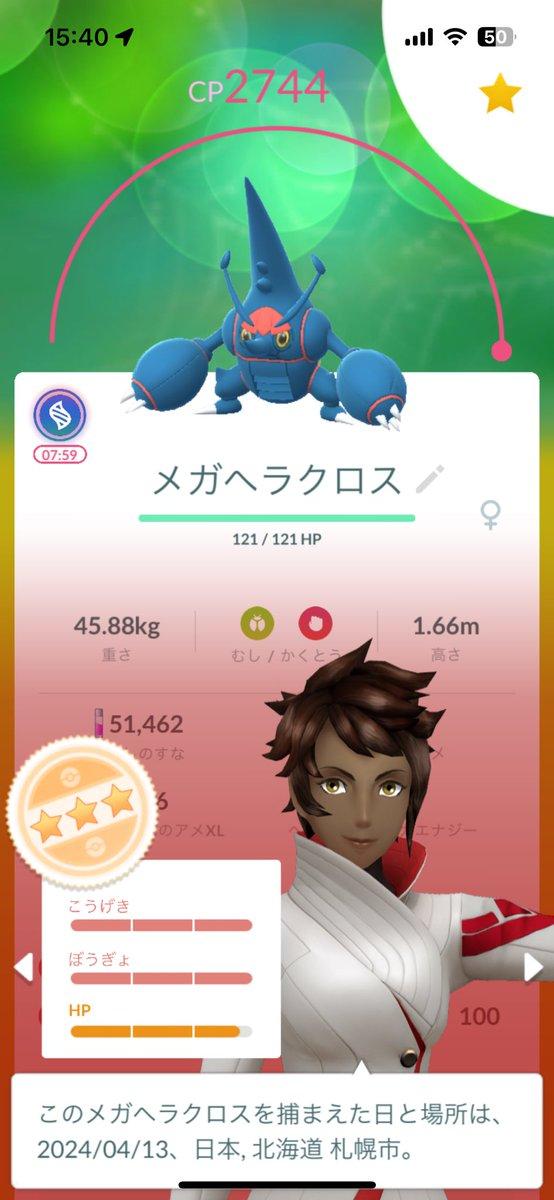 15:40
50
CP2744
07:59
メガヘラクロス
121 / 121 HP
45.88kg
1.66m
重さ
むし / かくとう
高さ
51,462
のすな
メ
6
のアメXL
エナジー
こうげき
ぼうぎょ
HP
100
このメガヘラクロスを捕まえた日と場所は、
2024/04/13、日本, 北海道 札幌市。